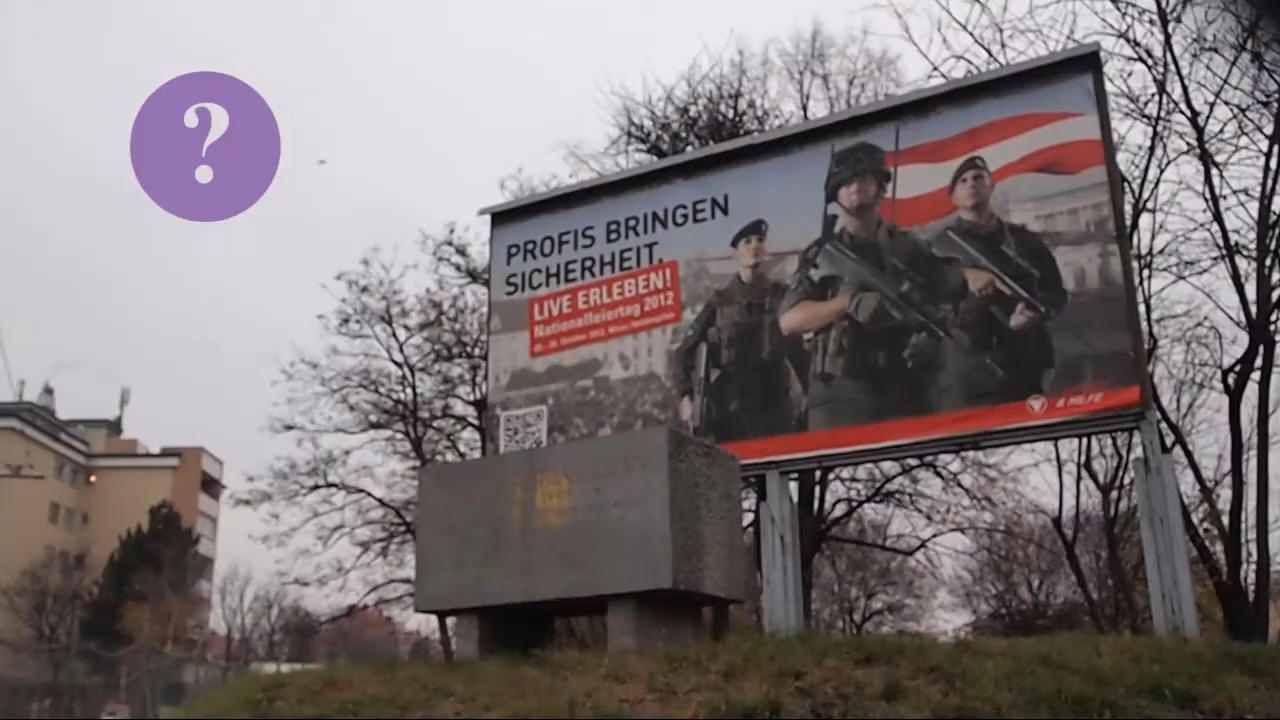 ?
PROFIS BRINGEN
SICHERHEIT.
LIVE ERLEBEN!
Nationalfeiertag 2012